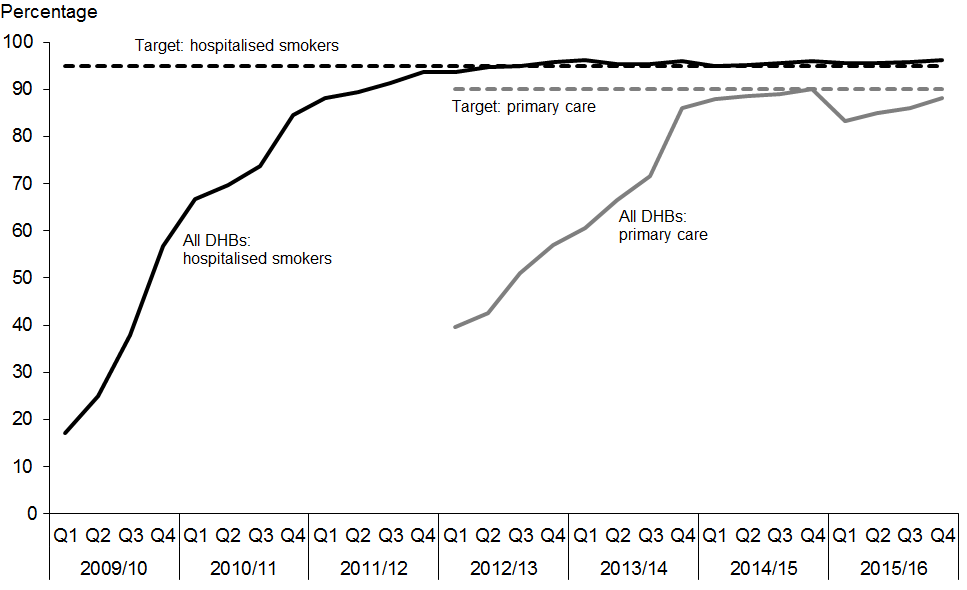 Percentage
100
Target: hospitalised smokers
90
Target: primary care
80
70
All DHBs:
primary care
60
All DHBs:
hospitalised smokers
50
40
30
20
10
0
Q1 Q2 Q3 Q4 Q1 Q2 Q3 Q4 Q1 Q2 Q3 Q4 Q1 Q2 Q3 Q4 Q1 Q2 Q3 Q4 Q1 Q2 Q3 Q4 Q1 Q2 Q3 Q4
2009/10 2010/11 2011/12 2012/13 2013/14 2014/15 2015/16